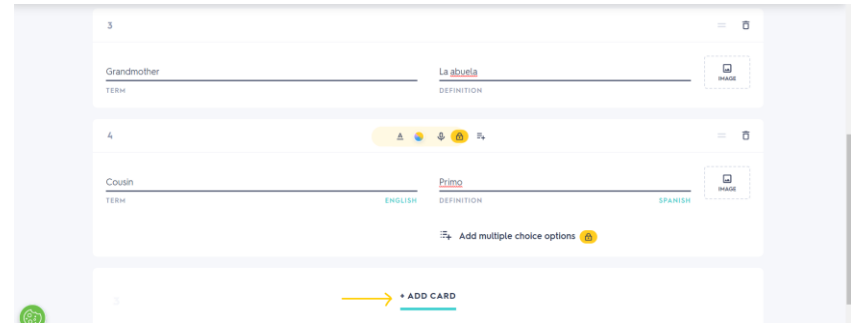 3
Grandmother La abuela
IMAGE
TERM DEFINITION
4
Cousin Primo
IMAGE
TERM ENGLISH DEFINITION SPANISH
Add multiple choice options
5
+ ADD CARD